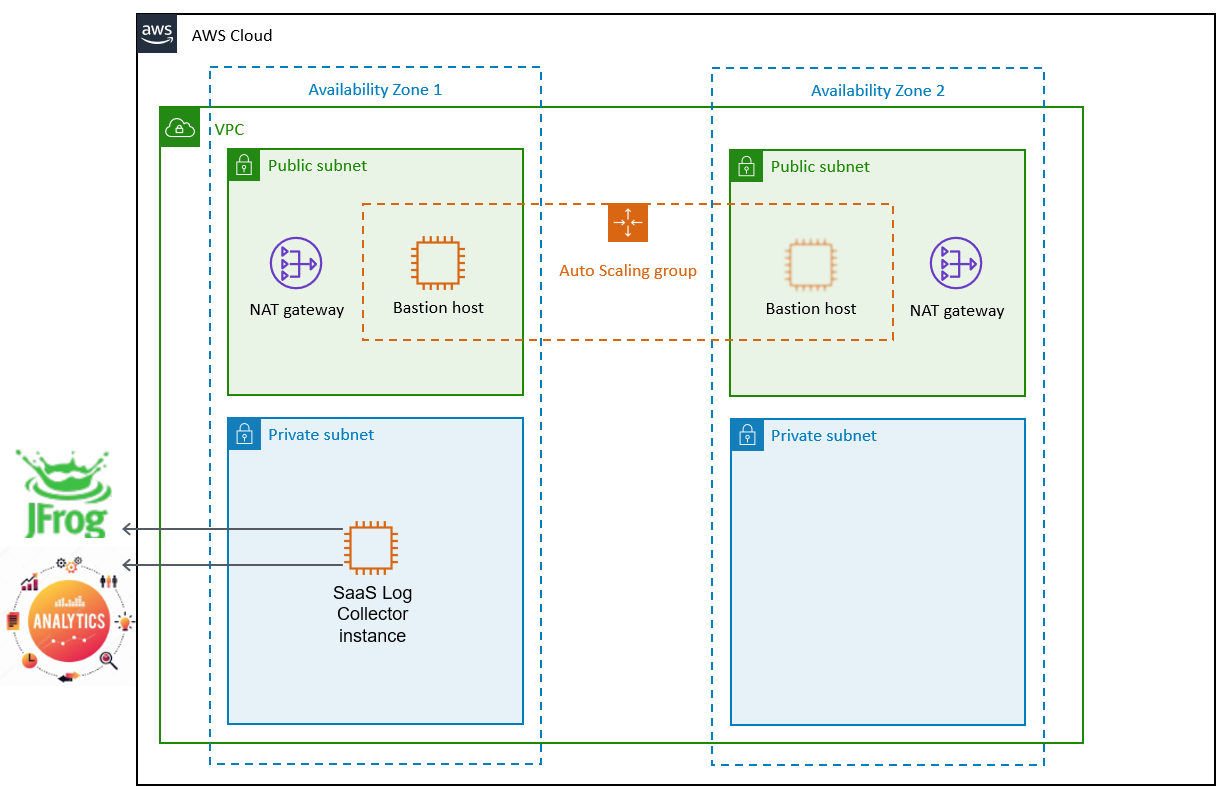 aws
AWS Cloud
Availability Zone 1
Availability Zone 2
VPC
Public subnet
Public subnet
Auto Scaling group
NAT gateway
Bastion host
Bastion host
NAT gateway
Private subnet
Private subnet
JFrog
SaaS Log
Collector
instance
ANALYTICS